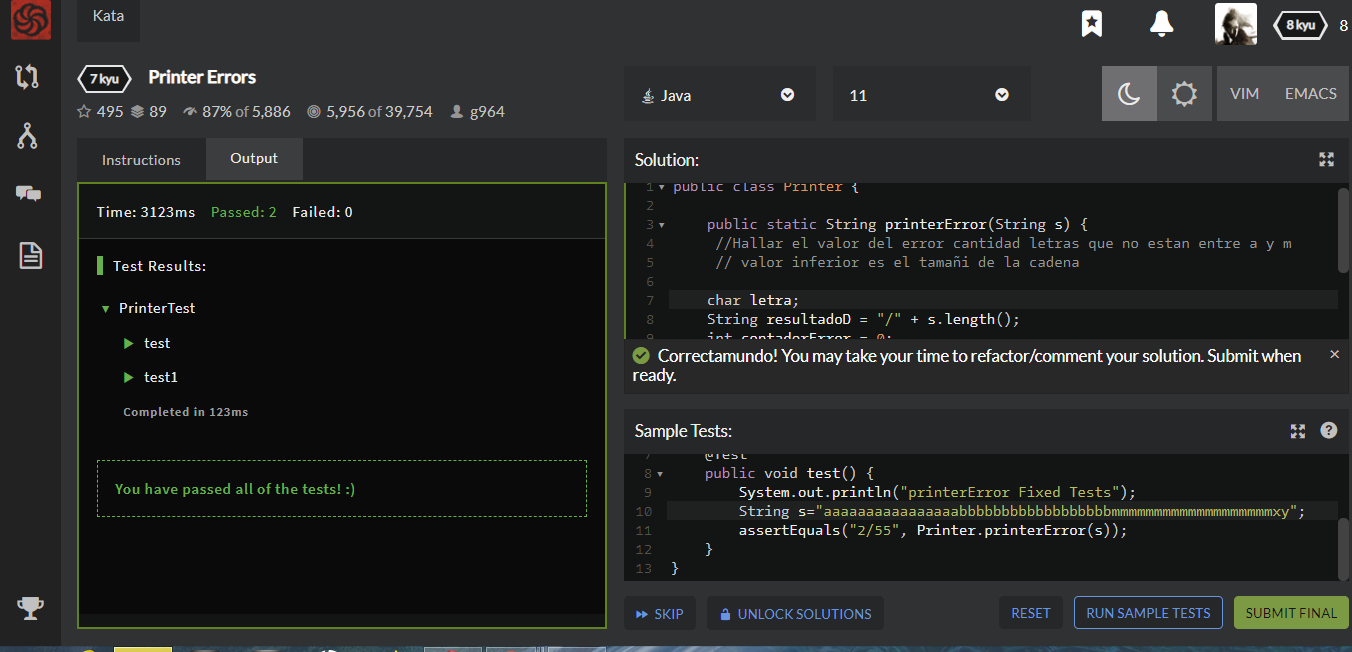 Kata
8 kyu
8
7 kyu Printer Errors
495 89 87% of 5,886 5,956 of 39,754 g964
Java
11
VIM EMACS
Instructions Output
Time: 3123ms Passed: 2 Failed: 0
Test Results:
PrinterTest
test
test1
Completed in 123ms
You have passed all of the tests! :)
Solution:
1 public class Printer {
2
3 public static String printerError(String s) {
4 //Hallar el valor del error cantidad letras que no estan entre a y m
5 // valor inferior es el tamañi de la cadena
6
7 char letra;
8 String resultadoD = "/" + s.length();
9 int contadorError = 0;
Correctamundo! You may take your time to refactor/comment your solution. Submit when
ready.
Sample Tests:
7 @Test
8 public void test() {
9 System.out.println("printerError Fixed Tests");
10 String s="aaaaaaaaaaaaaaaabbbbbbbbbbbbbbbbbbmmmmmmmmmmmmmmmmmmmxy";
11 assertEquals("2/55", Printer.printerError(s));
12 }
13 }
SKIP UNLOCK SOLUTIONS RESET RUN SAMPLE TESTS SUBMIT FINAL